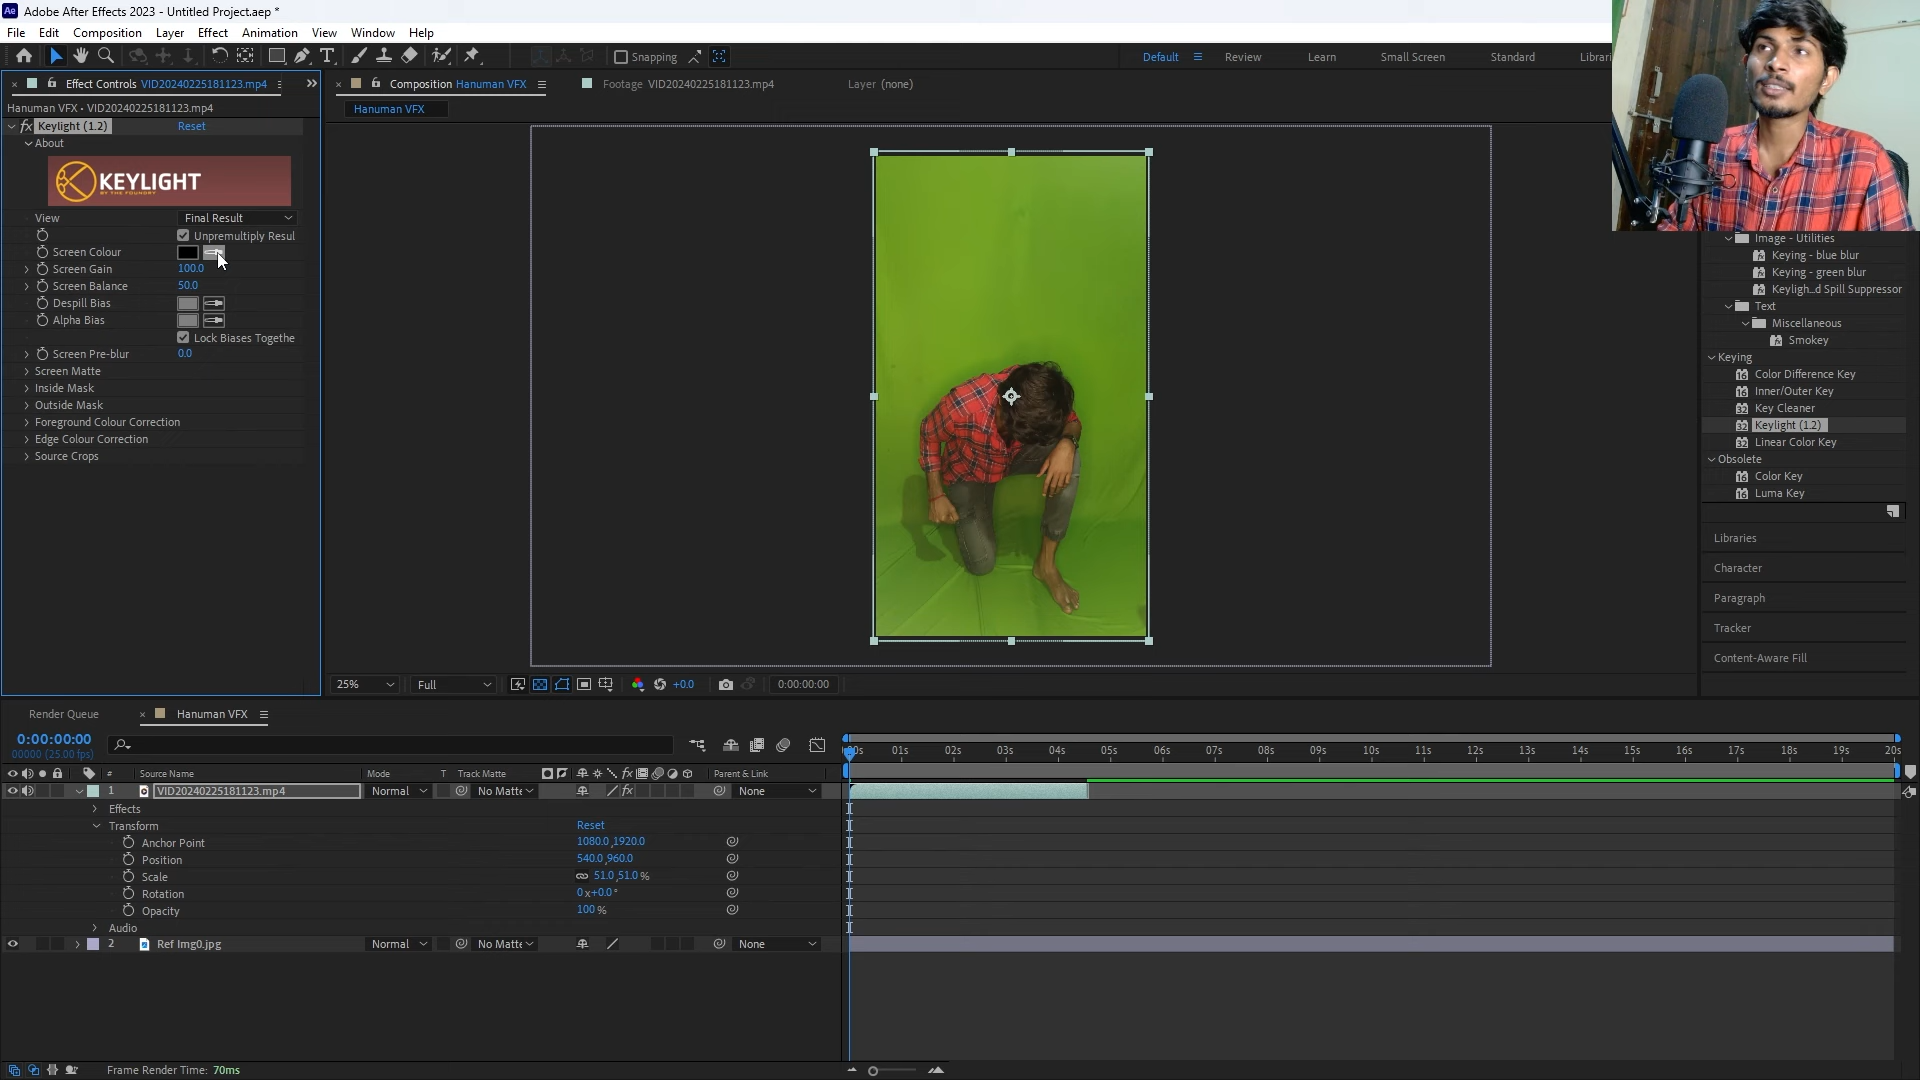 Adobe After Effects 2023 - Untitled Project.aep *
File Edit Composition Layer Effect Animation View Window Help
Snapping
Default Review Learn Small Screen Standard Librari
Effect Controls VID20240225181123.mp4
Composition Hanuman VFX
Footage VID20240225181123.mp4
Layer (none)
Hanuman VFX • VID20240225181123.mp4
Hanuman VFX
fx Keylight (1.2) Reset
About
KEYLIGHT
BY THE FOUNDRY
View Final Result
Unpremultiply Resul
Screen Colour
Screen Gain 100.0
Screen Balance 50.0
Despill Bias
Alpha Bias
Lock Biases Togethe
Screen Pre-blur 0.0
Screen Matte
Inside Mask
Outside Mask
Foreground Colour Correction
Edge Colour Correction
Source Crops
Image - Utilities
Keying - blue blur
Keying - green blur
Keyligh...d Spill Suppressor
Text
Miscellaneous
Smokey
Keying
Color Difference Key
Inner/Outer Key
Key Cleaner
Keylight (1.2)
Linear Color Key
Obsolete
Color Key
Luma Key
Libraries
Character
Paragraph
Tracker
Content-Aware Fill
25% Full +0.0 0:00:00:00
Render Queue Hanuman VFX
0:00:00:00
00000 (25.00 fps)
# Source Name Mode T Track Matte fx Parent & Link
1 VID20240225181123.mp4 Normal No Matte fx None
Effects
Transform Reset
Anchor Point 1080.0,1920.0
Position 540.0,960.0
Scale 51.0,51.0 %
Rotation 0x+0.0°
Opacity 100 %
Audio
2 Ref Img0.jpg Normal No Matte None
00s 01s 02s 03s 04s 05s 06s 07s 08s 09s 10s 11s 12s 13s 14s 15s 16s 17s 18s 19s 20s
Frame Render Time: 70ms